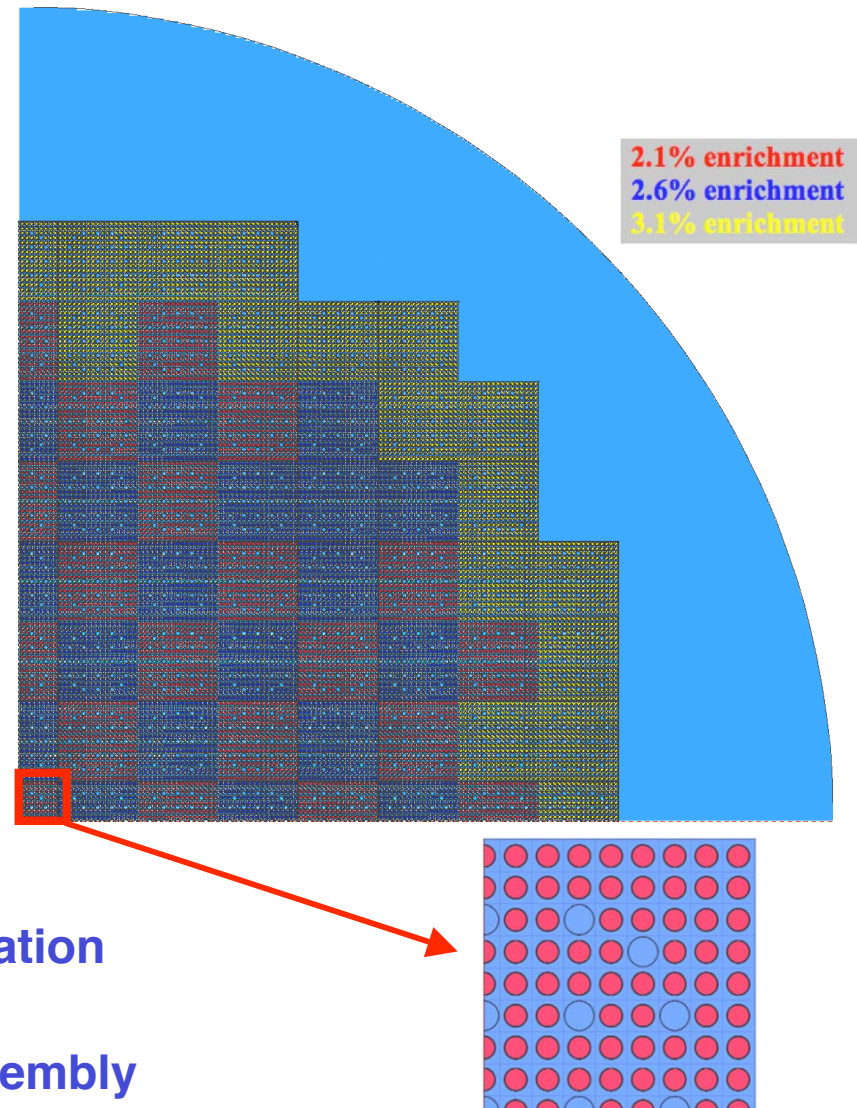 2.1% enrichment
2.6% enrichment
3.1% enrichment
ation
embly